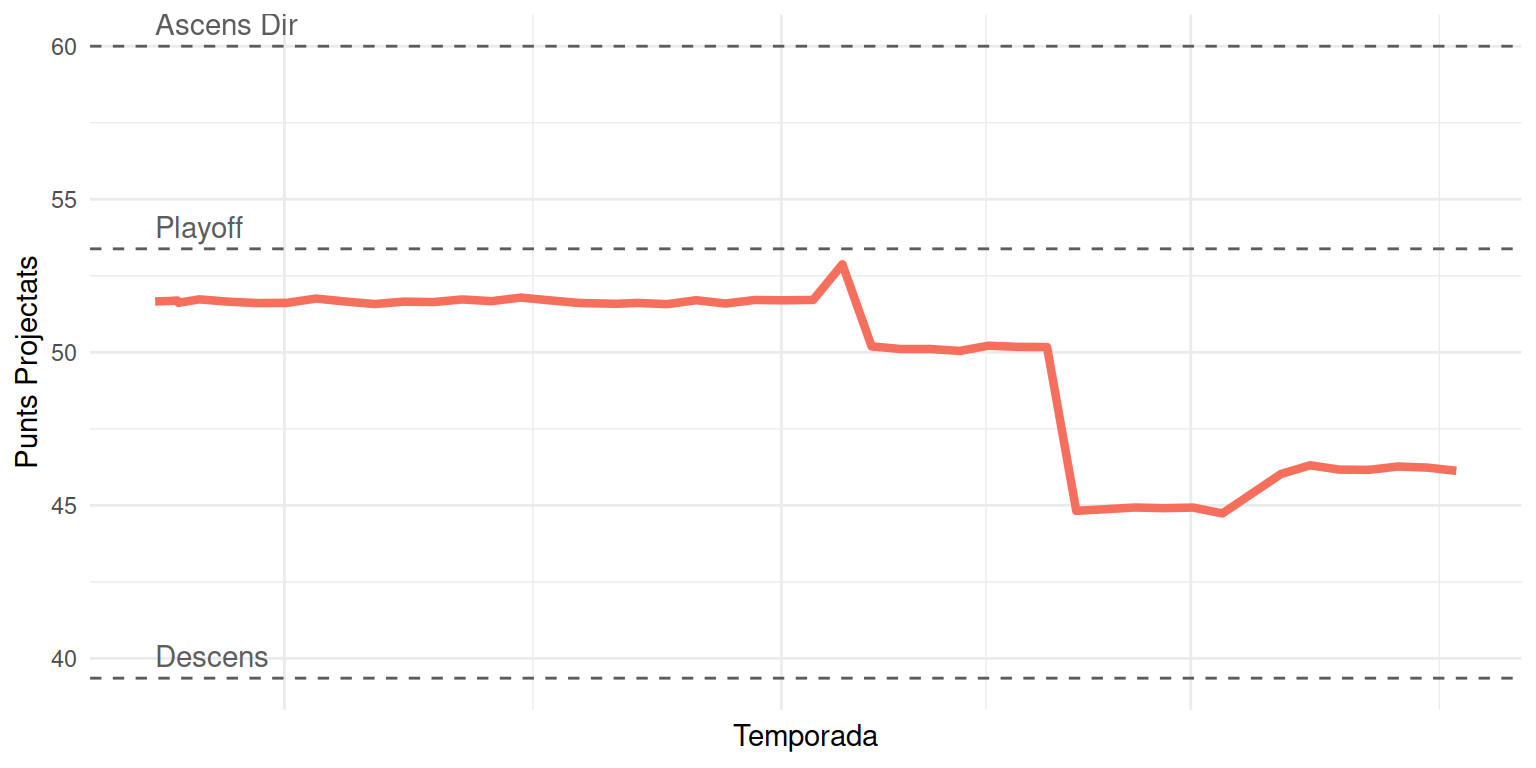 Ascens Dir
60
55
Playoff
50
45
Descens
40
Punts Projectats
Temporada